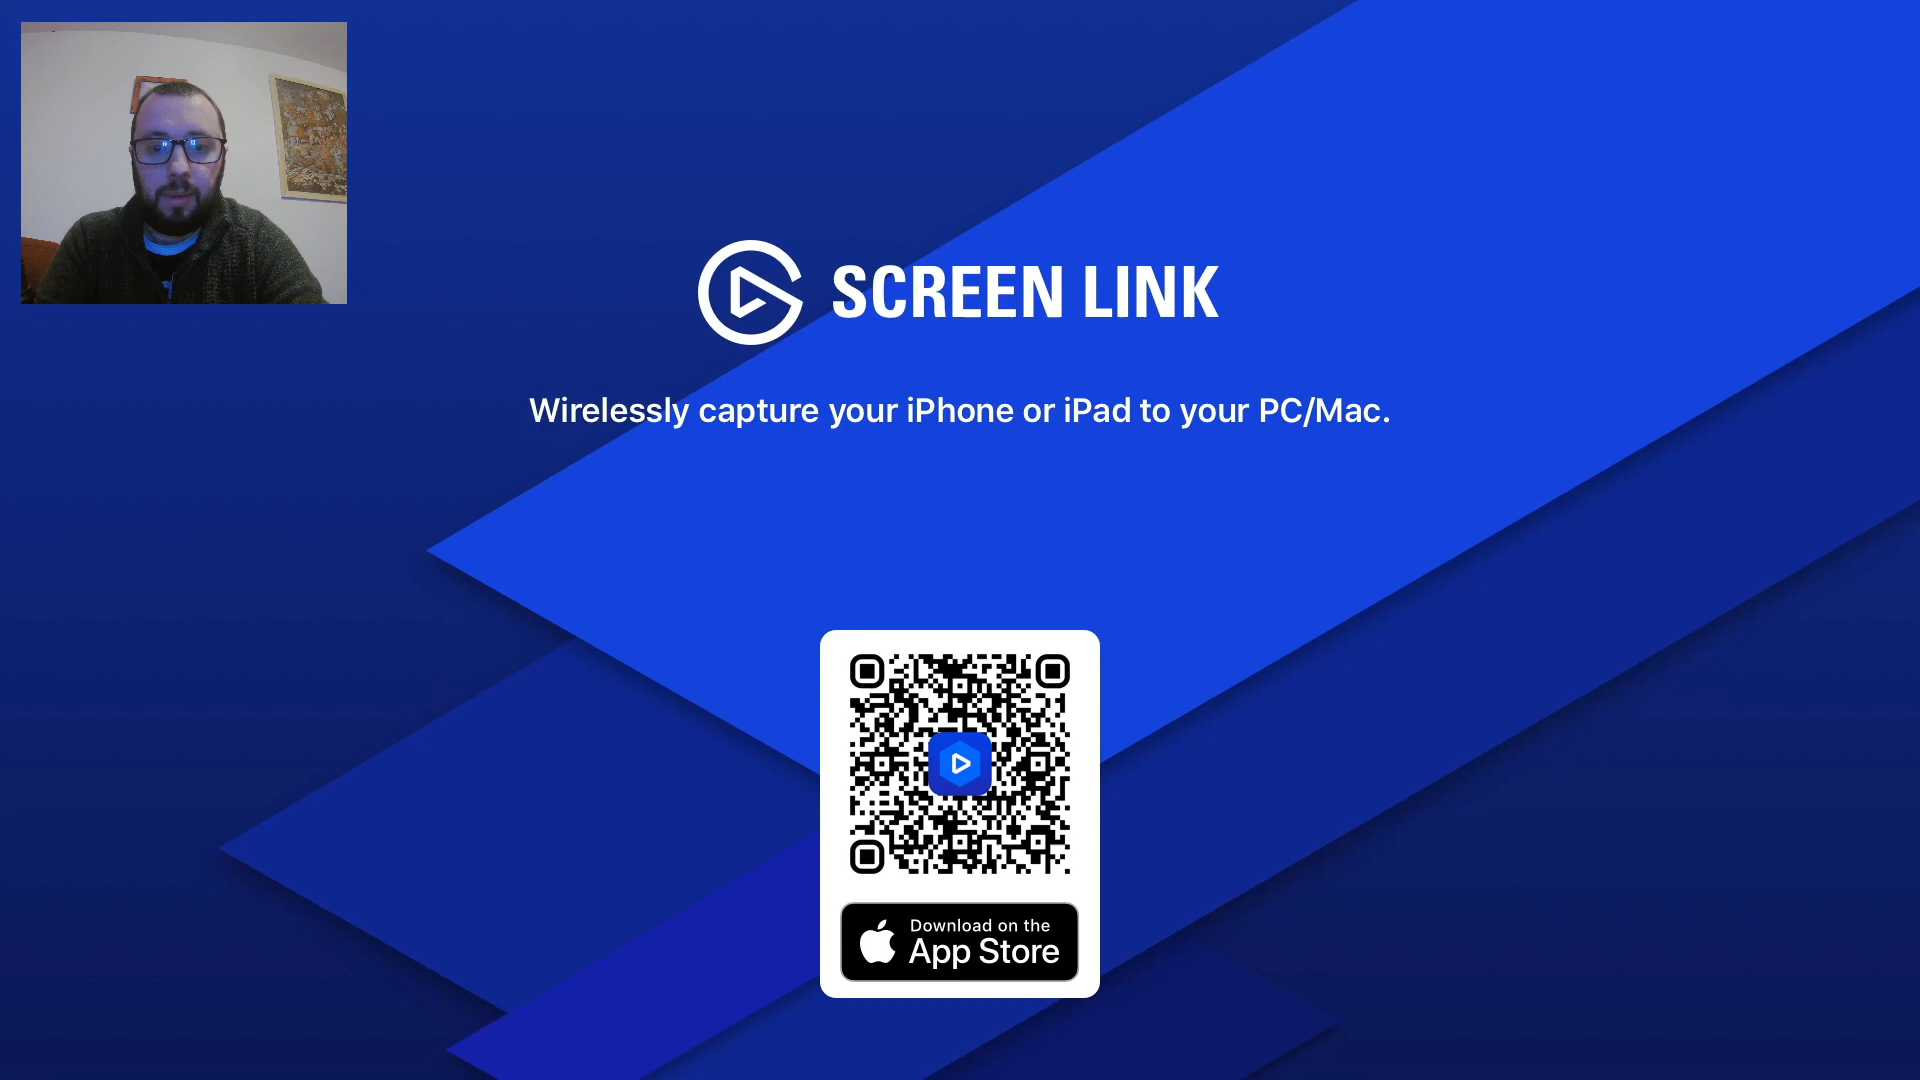 SCREEN LINK
Wirelessly capture your iPhone or iPad to your PC/Mac.
Download on the
App Store